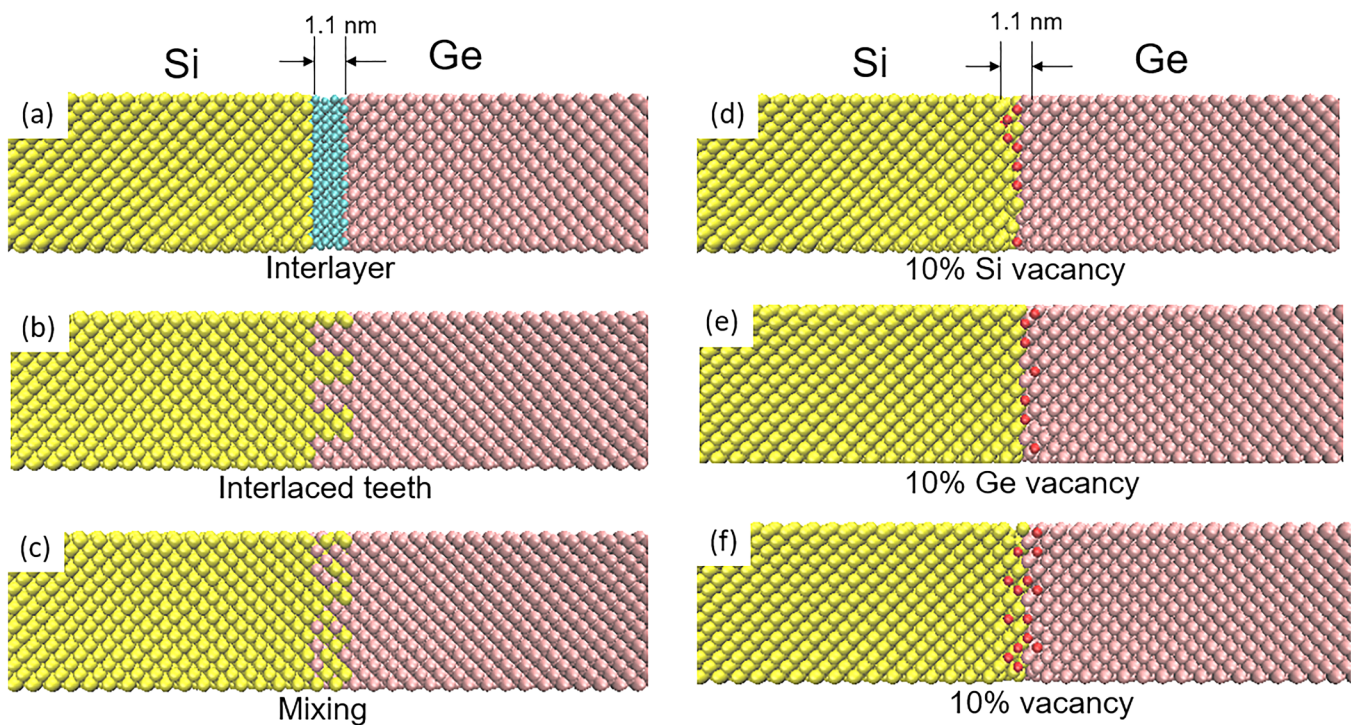 1.1 nm
Si
Ge
(a)
Interlayer
(b)
Interlaced teeth
(c)
Mixing
1.1 nm
Si
Ge
(d)
10% Si vacancy
(e)
10% Ge vacancy
(f)
10% vacancy